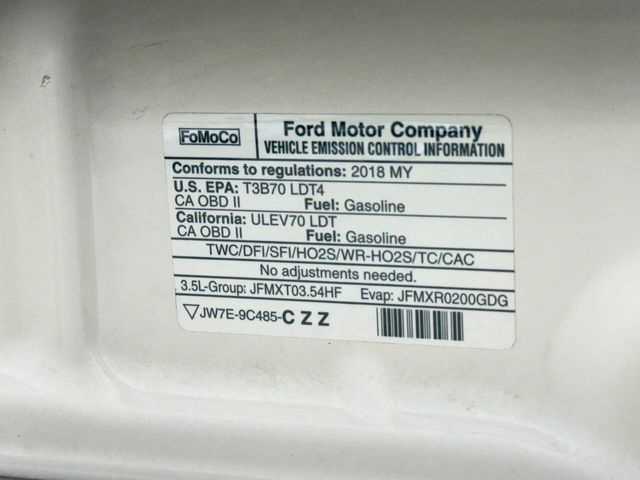 FoMoCo
Ford Motor Company
VEHICLE EMISSION CONTROL INFORMATION
Conforms to regulations: 2018 MY
U.S. EPA: T3B70 LDT4
CA OBD II Fuel: Gasoline
California: ULEV70 LDT
CA OBD II Fuel: Gasoline
TWC/DFI/SFI/HO2S/WR-HO2S/TC/CAC
No adjustments needed.
3.5L-Group: JFMXT03.54HF Evap: JFMXR0200GDG
JW7E-9C485-CZZ